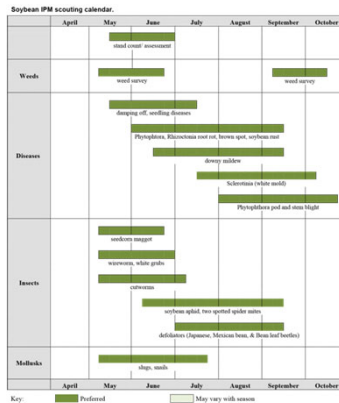 Soybean IPM scouting calendar.
April May June July August September October
stand count/ assessment
Weeds
weed survey weed survey
Diseases
damping off, seedling diseases
Phytophtora, Rhizoctonia root rot, brown spot, soybean rust
downy mildew
Sclerotinia (white mold)
Phytophthora pod and stem blight
Insects
seedcorn maggot
wireworm, white grubs
cutworms
soybean aphid, two spotted spider mites
defoliators (Japanese, Mexican bean, & Bean leaf beetles)
Mollusks
slugs, snails
April May June July August September October
Key: Preferred May vary with season